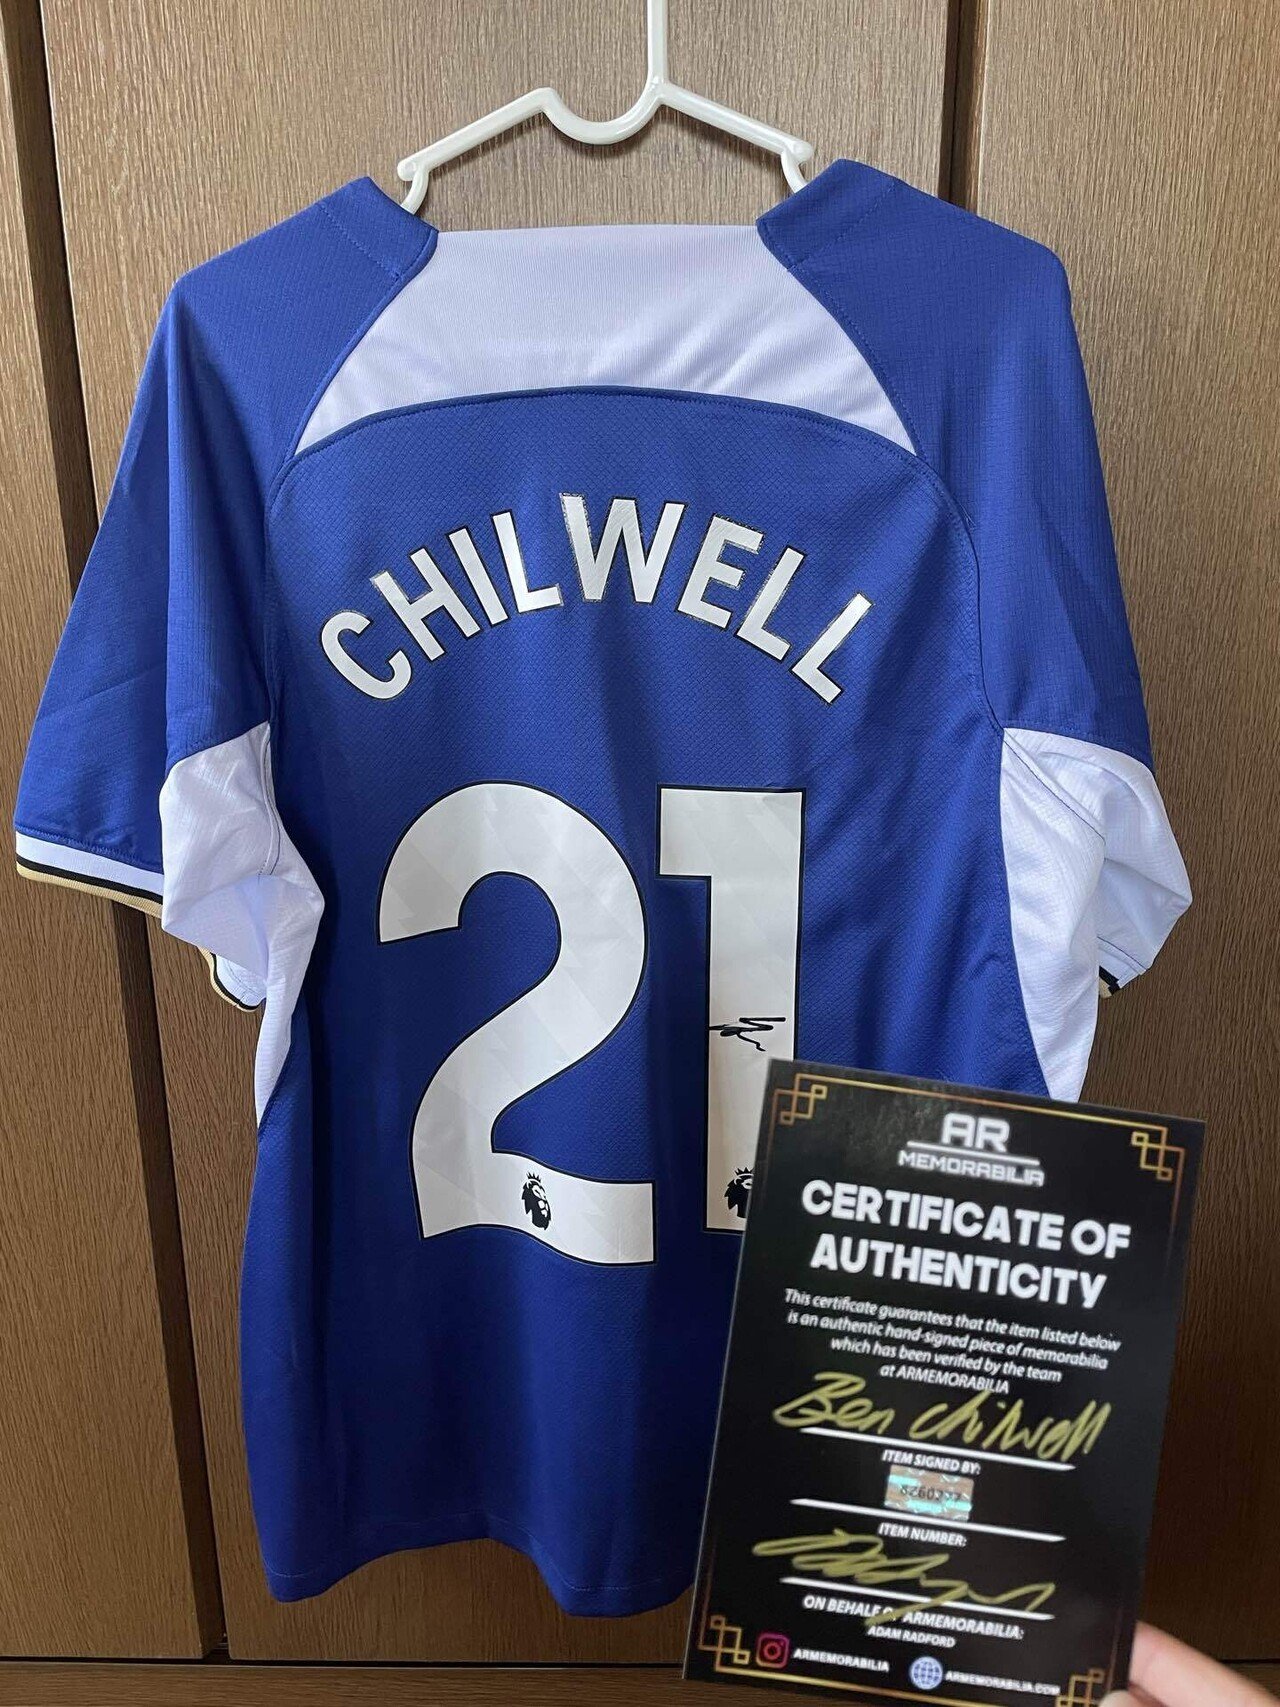 CHILWELL
21
AR
MEMORABILIA
CERTIFICATE OF
AUTHENTICITY
This certificate guarantees that the item listed below
is an authentic hand-signed piece of memorabilia
which has been verified by the team
at ARMEMORABILIA
Ben Chilwell
ITEM SIGNED BY:
ITEM NUMBER:
ON BEHALF OF ARMEMORABILIA:
ADAM RADFORD
ARMEMORABILIA
ARMEMORABILIA.COM